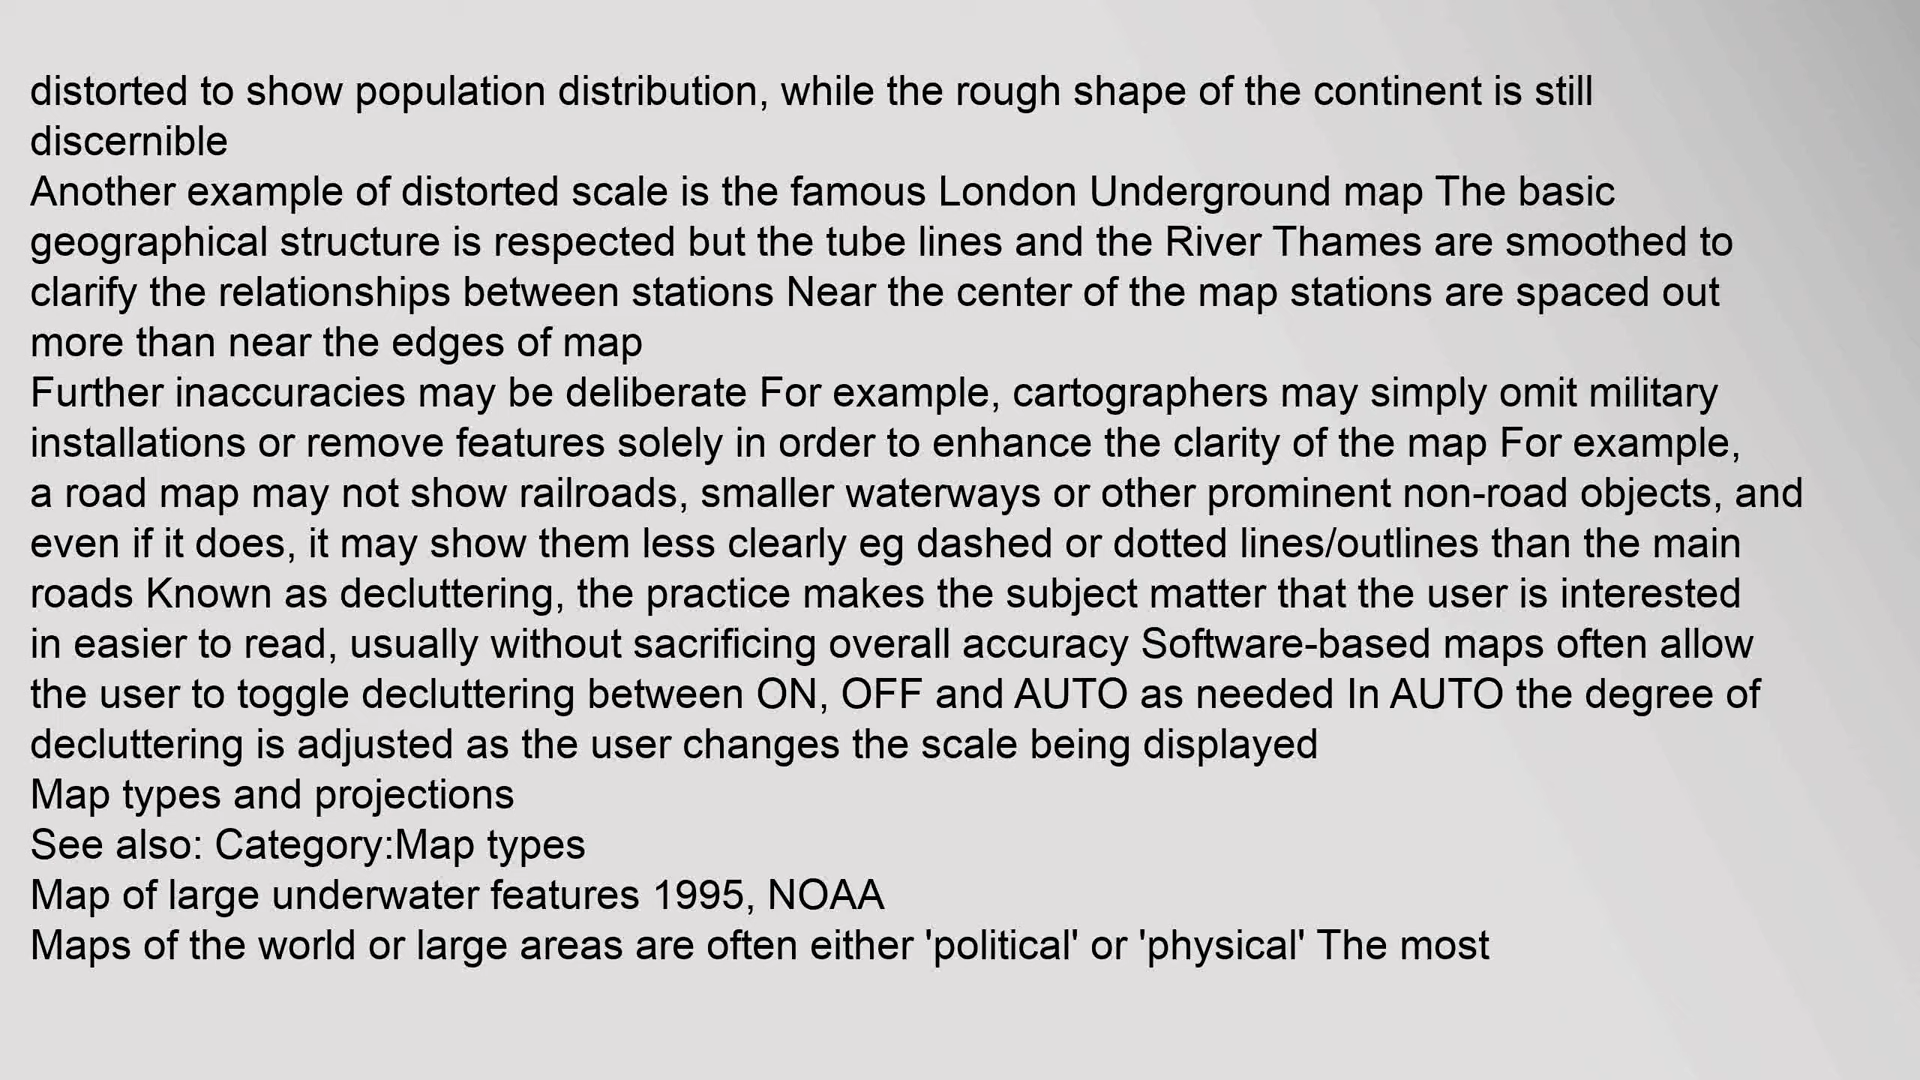 distorted to show population distribution, while the rough shape of the continent is still
discernible
Another example of distorted scale is the famous London Underground map The basic
geographical structure is respected but the tube lines and the River Thames are smoothed to
clarify the relationships between stations Near the center of the map stations are spaced out
more than near the edges of map
Further inaccuracies may be deliberate For example, cartographers may simply omit military
installations or remove features solely in order to enhance the clarity of the map For example,
a road map may not show railroads, smaller waterways or other prominent non-road objects, and
even if it does, it may show them less clearly eg dashed or dotted lines/outlines than the main
roads Known as decluttering, the practice makes the subject matter that the user is interested
in easier to read, usually without sacrificing overall accuracy Software-based maps often allow
the user to toggle decluttering between ON, OFF and AUTO as needed In AUTO the degree of
decluttering is adjusted as the user changes the scale being displayed
Map types and projections
See also: Category:Map types
Map of large underwater features 1995, NOAA
Maps of the world or large areas are often either 'political' or 'physical' The most